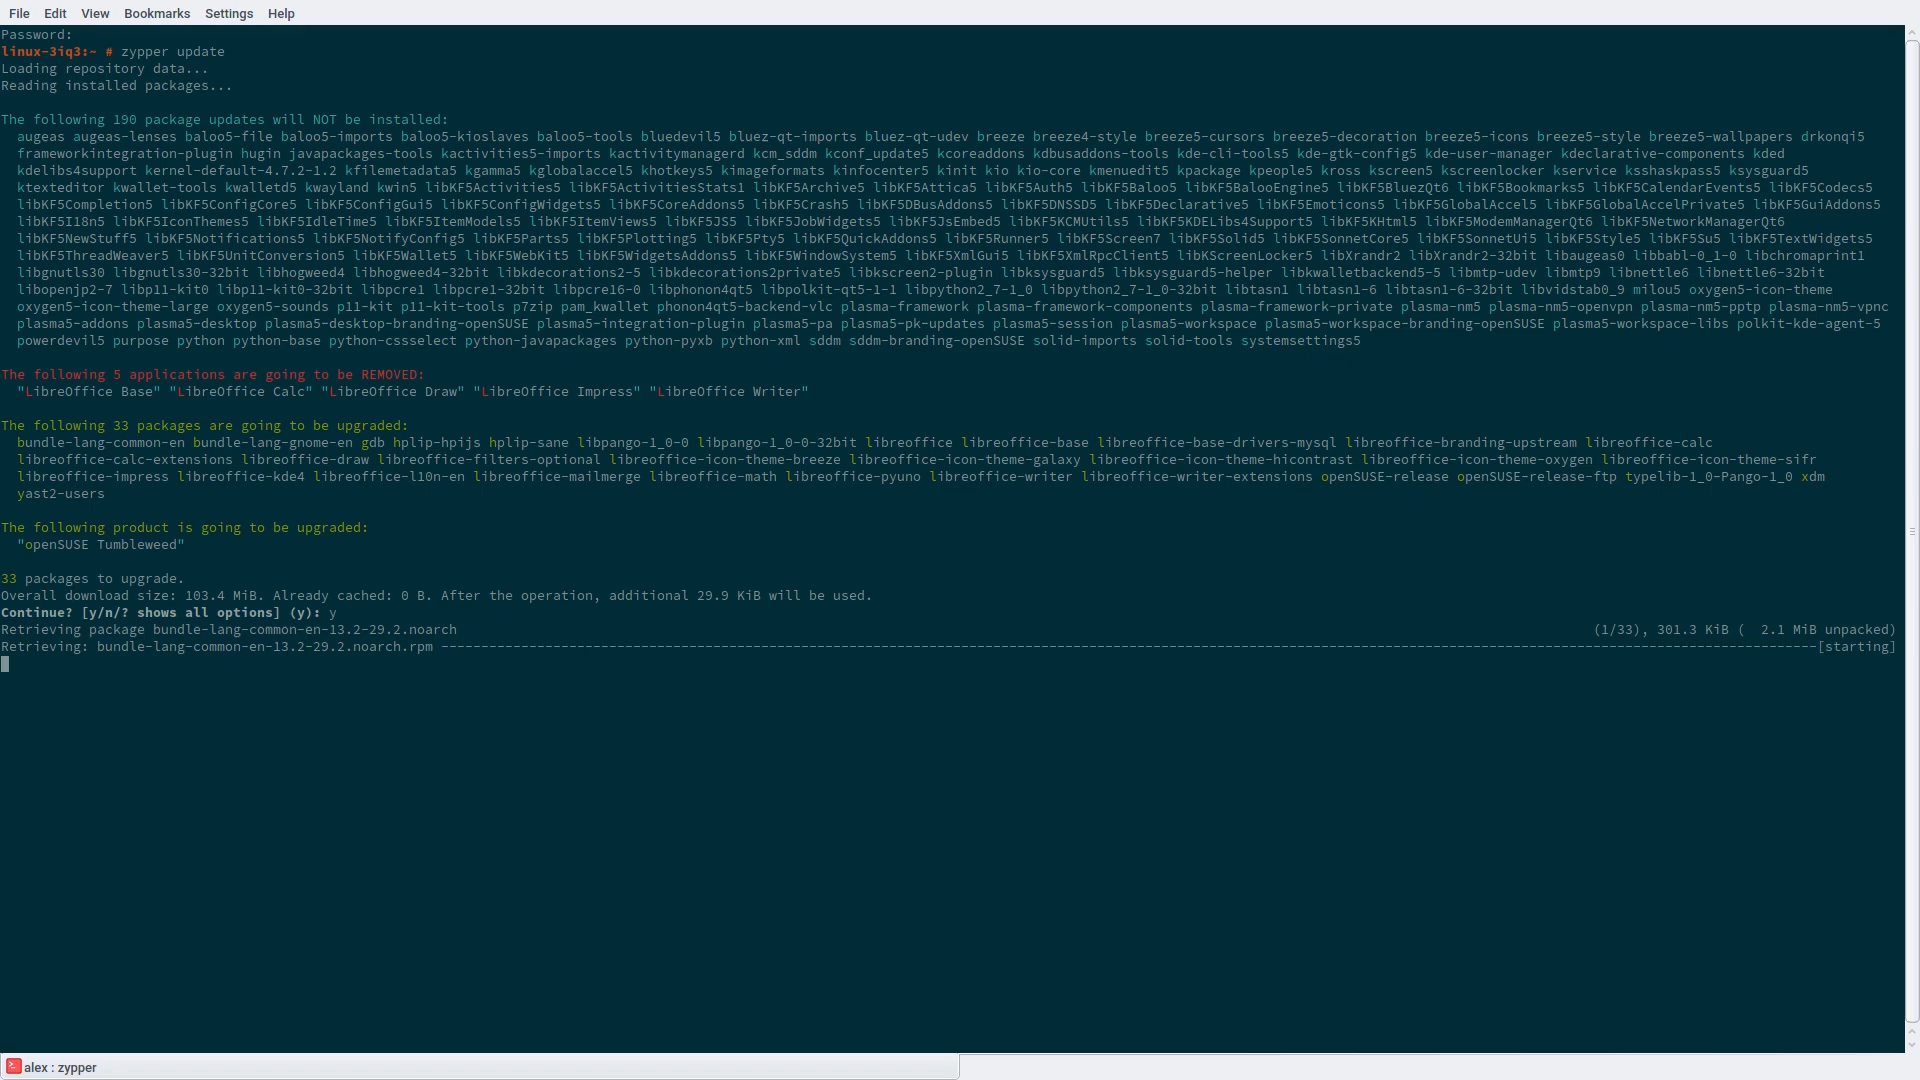 File Edit View Bookmarks Settings Help
Password:
linux-3iq3:~ # zypper update
Loading repository data...
Reading installed packages...
The following 190 package updates will NOT be installed:
augeas augeas-lenses baloo5-file baloo5-imports baloo5-kioslaves baloo5-tools bluedevil5 bluez-qt-imports bluez-qt-udev breeze breeze4-style breeze5-cursors breeze5-decoration breeze5-icons breeze5-style breeze5-wallpapers drkonqi5
frameworkintegration-plugin hugin javapackages-tools kactivities5-imports kactivitymanagerd kcm_sddm kconf_update5 kcoreaddons kdbusaddons-tools kde-cli-tools5 kde-gtk-config5 kde-user-manager kdeclarative-components kded
kdelibs4support kernel-default-4.7.2-1.2 kfilemetadata5 kgamma5 kglobalaccel5 khotkeys5 kimageformats kinfocenter5 kinit kio kio-core kmenuedit5 kpackage kpeople5 kross kscreen5 kscreenlocker kservice ksshaskpass5 ksysguard5
ktexteditor kwallet-tools kwalletd5 kwayland kwin5 libKF5Activities5 libKF5ActivitiesStats1 libKF5Archive5 libKF5Attica5 libKF5Auth5 libKF5Baloo5 libKF5BalooEngine5 libKF5BluezQt6 libKF5Bookmarks5 libKF5CalendarEvents5 libKF5Codecs5
libKF5Completion5 libKF5ConfigCore5 libKF5ConfigGui5 libKF5ConfigWidgets5 libKF5CoreAddons5 libKF5Crash5 libKF5DBusAddons5 libKF5DNSSD5 libKF5Declarative5 libKF5Emoticons5 libKF5GlobalAccel5 libKF5GlobalAccelPrivate5 libKF5GuiAddons5
libKF5I18n5 libKF5IconThemes5 libKF5IdleTime5 libKF5ItemModels5 libKF5ItemViews5 libKF5JS5 libKF5JobWidgets5 libKF5JsEmbed5 libKF5KCMUtils5 libKF5KDELibs4Support5 libKF5KHtml5 libKF5ModemManagerQt6 libKF5NetworkManagerQt6
libKF5NewStuff5 libKF5Notifications5 libKF5NotifyConfig5 libKF5Parts5 libKF5Plotting5 libKF5Pty5 libKF5QuickAddons5 libKF5Runner5 libKF5Screen7 libKF5Solid5 libKF5SonnetCore5 libKF5SonnetUi5 libKF5Style5 libKF5Su5 libKF5TextWidgets5
libKF5ThreadWeaver5 libKF5UnitConversion5 libKF5Wallet5 libKF5WebKit5 libKF5WidgetsAddons5 libKF5WindowSystem5 libKF5XmlGui5 libKF5XmlRpcClient5 libKScreenLocker5 libXrandr2 libXrandr2-32bit libaugeas0 libbabl-0_1-0 libchromaprint1
libgnutls30 libgnutls30-32bit libhogweed4 libhogweed4-32bit libkdecorations2-5 libkdecorations2private5 libkscreen2-plugin libksysguard5 libksysguard5-helper libkwalletbackend5-5 libmtp-udev libmtp9 libnettle6 libnettle6-32bit
libopenjp2-7 libp11-kit0 libp11-kit0-32bit libpcre1 libpcre1-32bit libpcre16-0 libphonon4qt5 libpolkit-qt5-1-1 libpython2_7-1_0 libpython2_7-1_0-32bit libtasn1 libtasn1-6 libtasn1-6-32bit libvidstab0_9 milou5 oxygen5-icon-theme
oxygen5-icon-theme-large oxygen5-sounds p11-kit p11-kit-tools p7zip pam_kwallet phonon4qt5-backend-vlc plasma-framework plasma-framework-components plasma-framework-private plasma-nm5 plasma-nm5-openvpn plasma-nm5-pptp plasma-nm5-vpnc
plasma5-addons plasma5-desktop plasma5-desktop-branding-openSUSE plasma5-integration-plugin plasma5-pa plasma5-pk-updates plasma5-session plasma5-workspace plasma5-workspace-branding-openSUSE plasma5-workspace-libs polkit-kde-agent-5
powerdevil5 purpose python python-base python-cssselect python-javapackages python-pyxb python-xml sddm sddm-branding-openSUSE solid-imports solid-tools systemsettings5
The following 5 applications are going to be REMOVED:
"LibreOffice Base" "LibreOffice Calc" "LibreOffice Draw" "LibreOffice Impress" "LibreOffice Writer"
The following 33 packages are going to be upgraded:
bundle-lang-common-en bundle-lang-gnome-en gdb hplip-hpijs hplip-sane libpango-1_0-0 libpango-1_0-0-32bit libreoffice libreoffice-base libreoffice-base-drivers-mysql libreoffice-branding-upstream libreoffice-calc
libreoffice-calc-extensions libreoffice-draw libreoffice-filters-optional libreoffice-icon-theme-breeze libreoffice-icon-theme-galaxy libreoffice-icon-theme-hicontrast libreoffice-icon-theme-oxygen libreoffice-icon-theme-sifr
libreoffice-impress libreoffice-kde4 libreoffice-l10n-en libreoffice-mailmerge libreoffice-math libreoffice-pyuno libreoffice-writer libreoffice-writer-extensions openSUSE-release openSUSE-release-ftp typelib-1_0-Pango-1_0 xdm
yast2-users
The following product is going to be upgraded:
"openSUSE Tumbleweed"
33 packages to upgrade.
Overall download size: 103.4 MiB. Already cached: 0 B. After the operation, additional 29.9 KiB will be used.
Continue? [y/n/? shows all options] (y): y
Retrieving package bundle-lang-common-en-13.2-29.2.noarch (1/33), 301.3 KiB ( 2.1 MiB unpacked)
Retrieving: bundle-lang-common-en-13.2-29.2.noarch.rpm ----------[starting]
alex : zypper